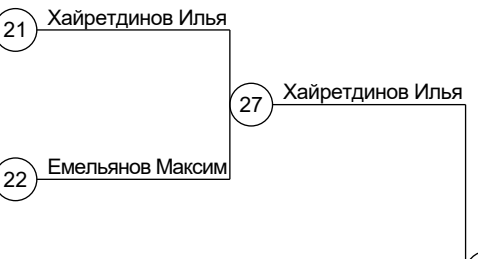 21 Хайретдинов Илья
27 Хайретдинов Илья
22 Емельянов Максим